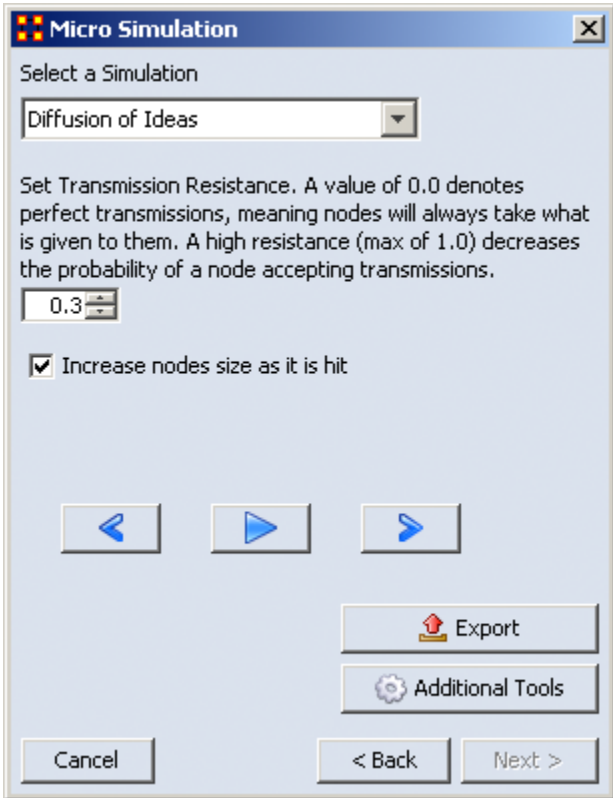 Micro Simulation
Select a Simulation
Diffusion of Ideas
Set Transmission Resistance. A value of 0.0 denotes
perfect transmissions, meaning nodes will always take what
is given to them. A high resistance (max of 1.0) decreases
the probability of a node accepting transmissions.
0.3
Increase nodes size as it is hit
Export
Additional Tools
Cancel
< Back
Next >